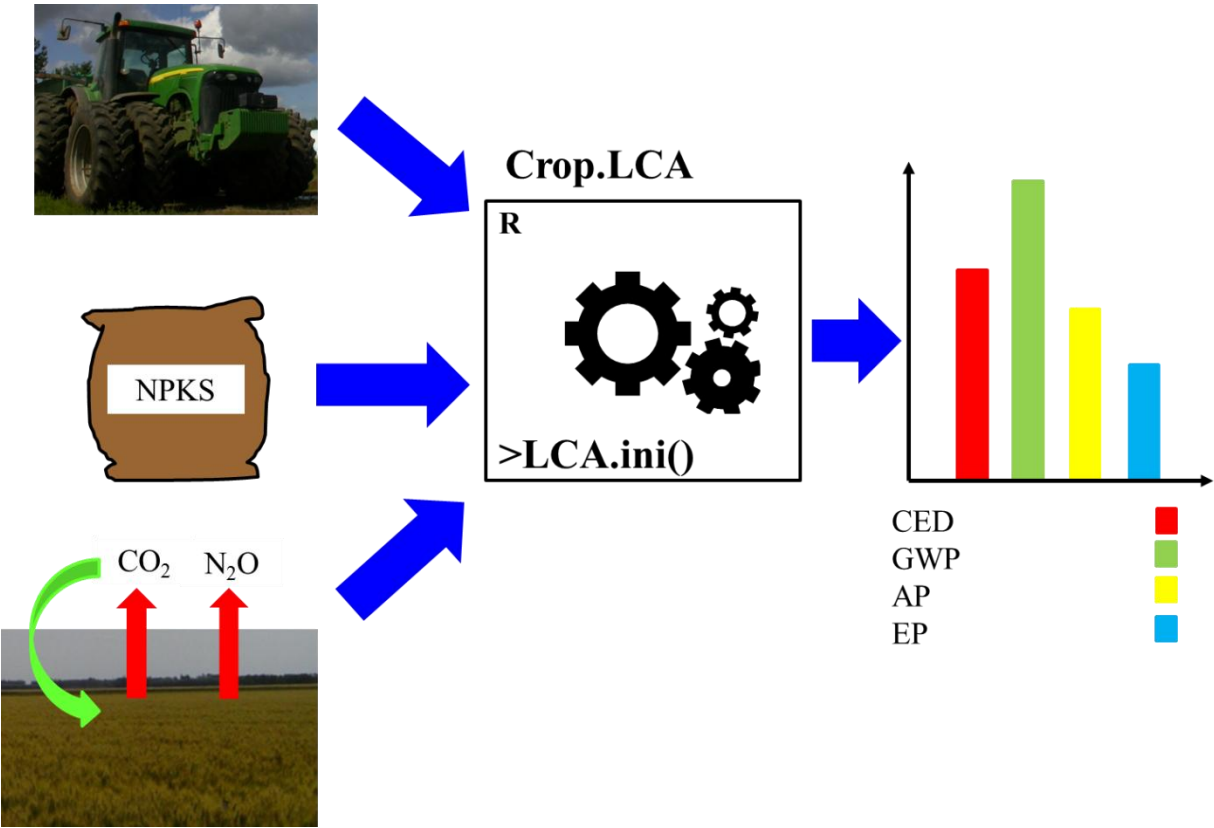 Crop.LCA
R
>LCA.ini()
NPKS
CO₂ N₂O
CED
GWP
AP
EP